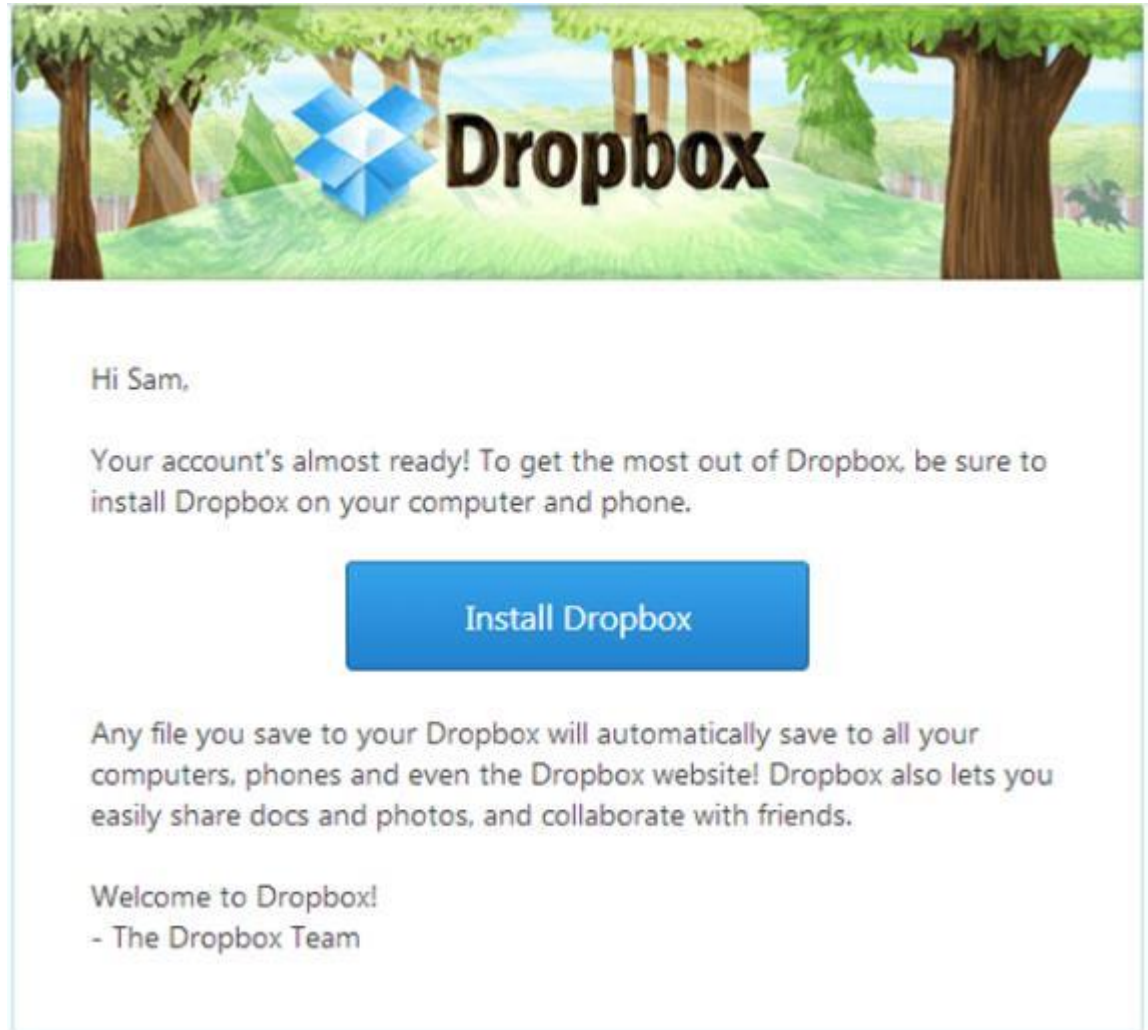 Dropbox
Hi Sam,
Your account's almost ready! To get the most out of Dropbox, be sure to
install Dropbox on your computer and phone.
Install Dropbox
Any file you save to your Dropbox will automatically save to all your
computers, phones and even the Dropbox website! Dropbox also lets you
easily share docs and photos, and collaborate with friends.
Welcome to Dropbox!
- The Dropbox Team